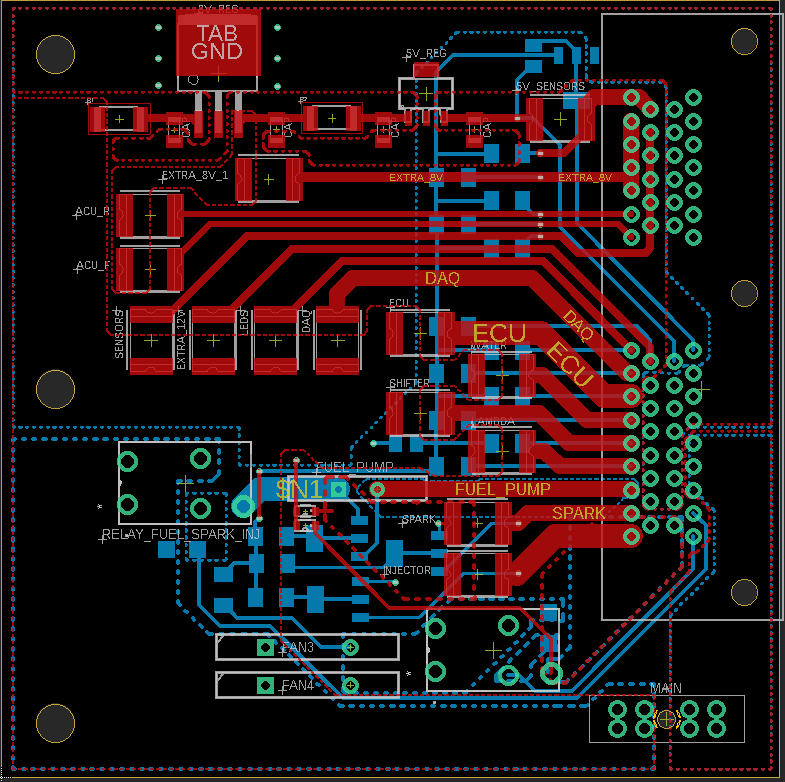 8V_REG
TAB
GND
5V_REG
5V_SENSORS
EXTRA_8V_1
EXTRA_8V
EXTRA_8V
ACU_R
ACU_F
DAQ
SENSORS
EXTRA_12V
LEDS
DAQ
ECU
ECU
DAQ
ECU
WATER
SHIFTER
LAMBDA
FUEL_PUMP
$N1
FUEL_PUMP
SPARK
SPARK
RELAY_FUEL_SPARK_INJ
INJECTOR
FAN3
FAN4
MAIN